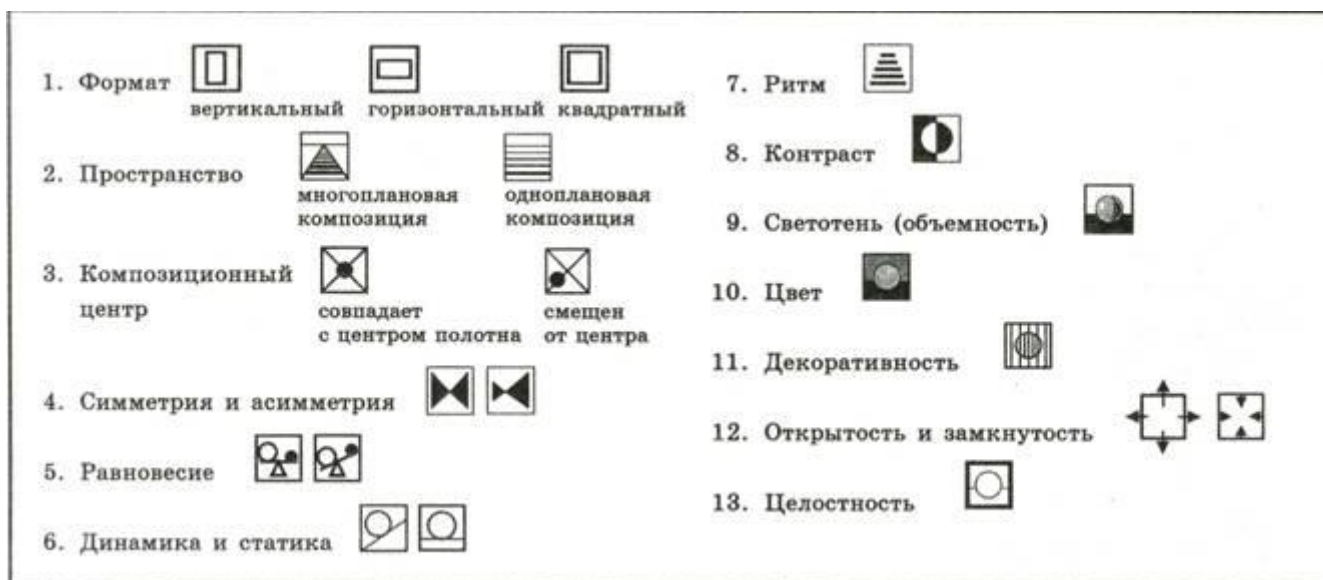 1. Формат
вертикальный горизонтальный квадратный
2. Пространство
многоплановая композиция
одноплановая композиция
3. Композиционный центр
совпадает
с центром полотна
смещен
от центра
4. Симметрия и асимметрия
5. Равновесие
6. Динамика и статика
7. Ритм
8. Контраст
9. Светотень (объемность)
10. Цвет
11. Декоративность
12. Открытость и замкнутость
13. Целостность